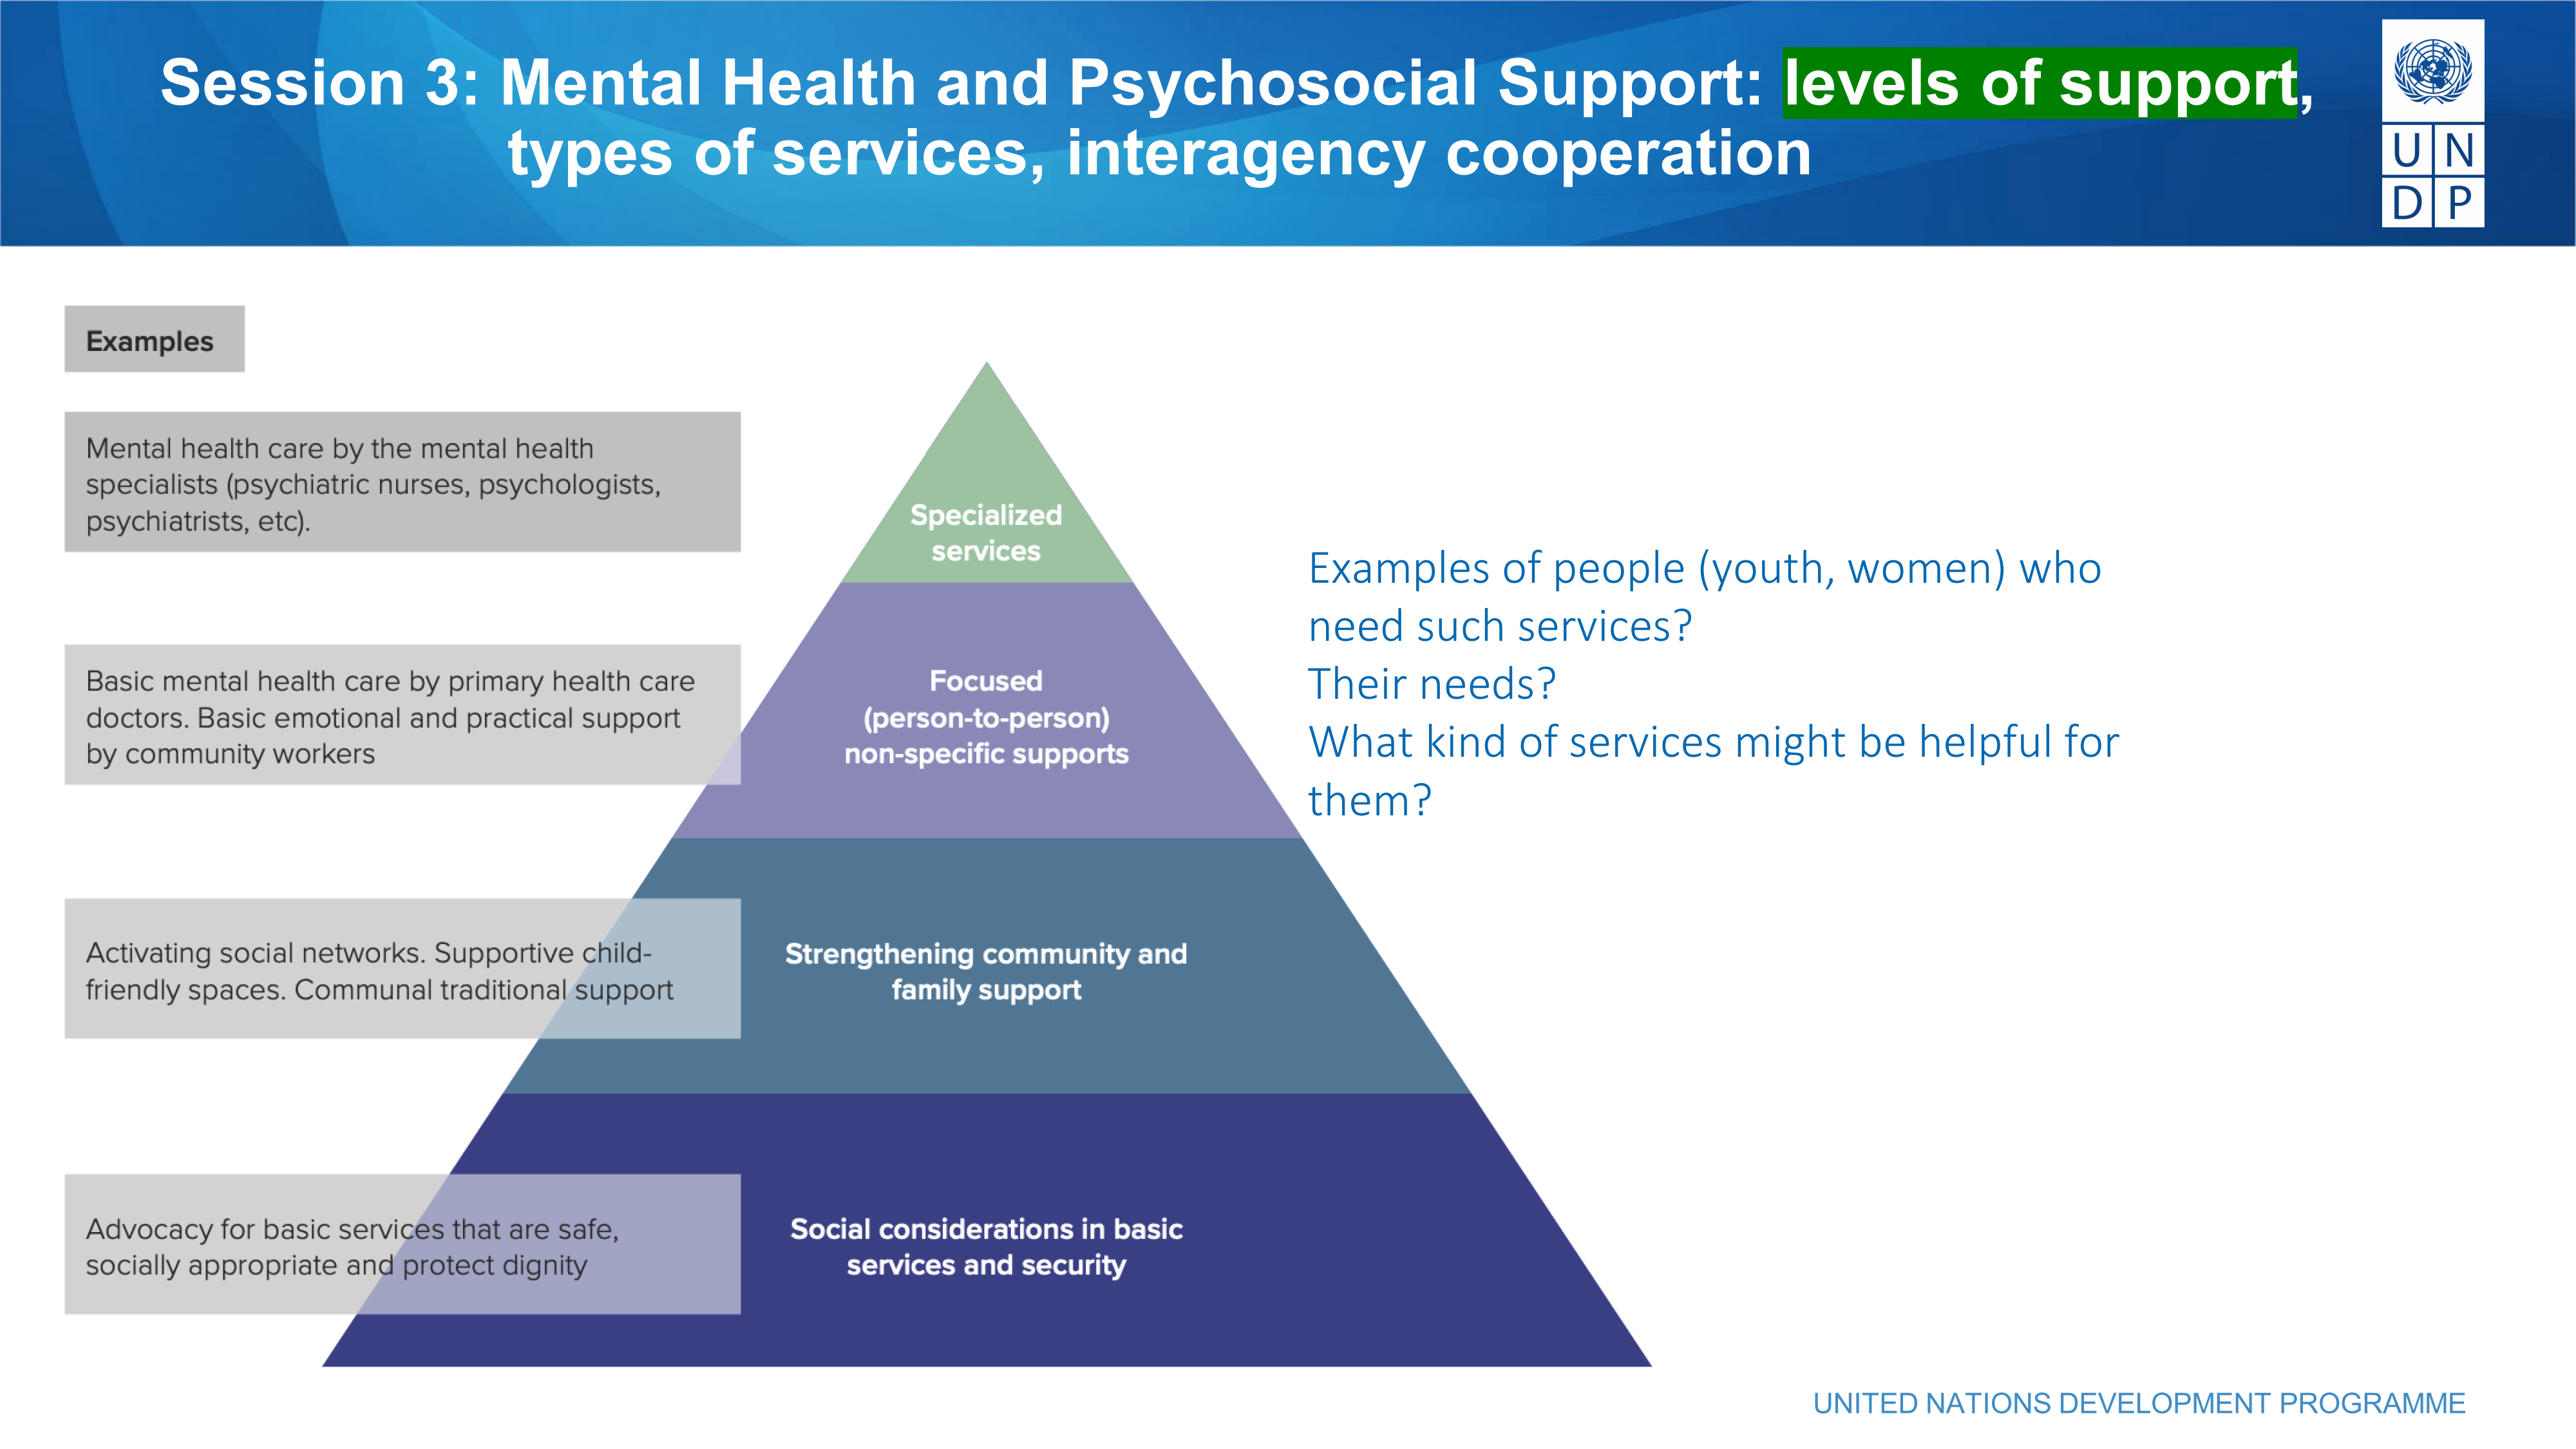 Session 3: Mental Health and Psychosocial Support: levels of support,
types of services, interagency cooperation
U N
D P
Examples
Mental health care by the mental health
specialists (psychiatric nurses, psychologists,
psychiatrists, etc).
Specialized
services
Basic mental health care by primary health care
doctors. Basic emotional and practical support
by community workers
Focused
(person-to-person)
non-specific supports
Examples of people (youth, women) who
need such services?
Their needs?
What kind of services might be helpful for
them?
Activating social networks. Supportive child-
friendly spaces. Communal traditional support
Strengthening community and
family support
Advocacy for basic services that are safe,
socially appropriate and protect dignity
Social considerations in basic
services and security
UNITED NATIONS DEVELOPMENT PROGRAMME